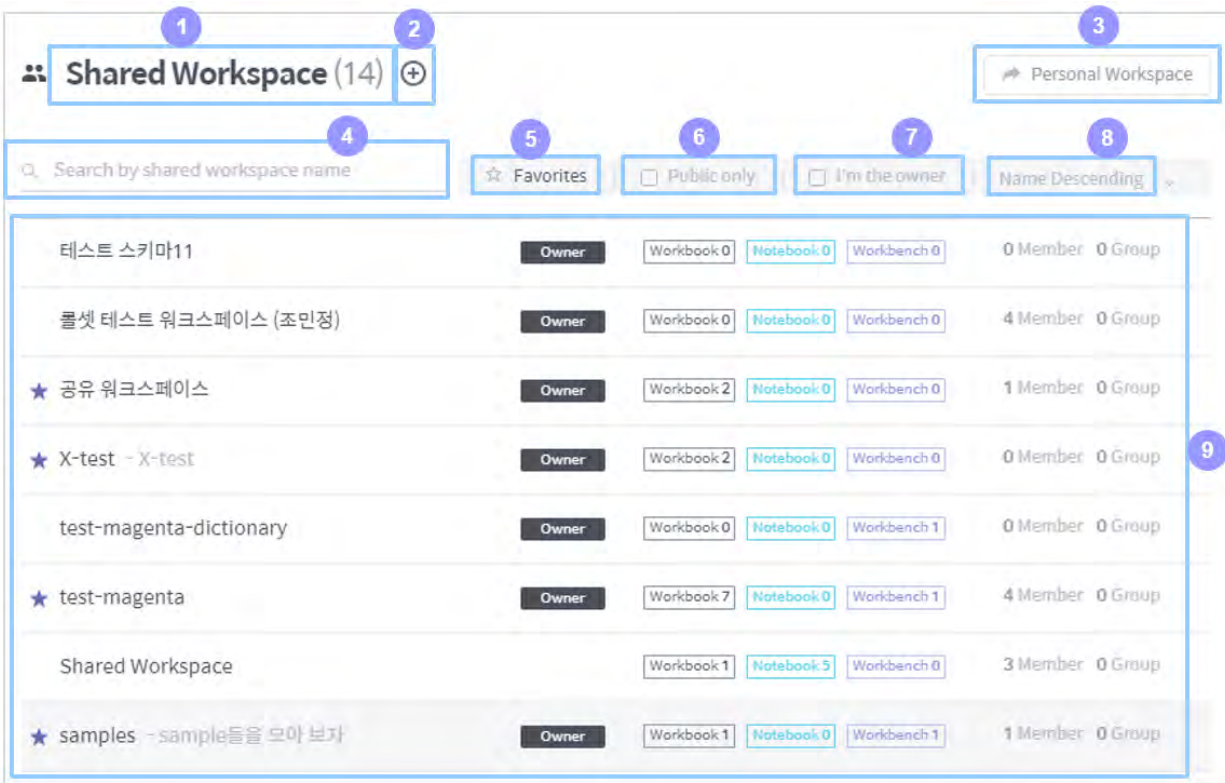 1 2 3
Shared Workspace (14) Personal Workspace
4 5 6 7 8
Search by shared workspace name Favorites Public only I'm the owner Name Descending
테스트 스키마11 Owner Workbook 0 Notebook 0 Workbench 0 0 Member 0 Group
롤셋 테스트 워크스페이스 (조민정) Owner Workbook 0 Notebook 0 Workbench 0 4 Member 0 Group
공유 워크스페이스 Owner Workbook 2 Notebook 0 Workbench 0 1 Member 0 Group
X-test - X-test Owner Workbook 2 Notebook 0 Workbench 0 0 Member 0 Group
9
test-magenta-dictionary Owner Workbook 0 Notebook 0 Workbench 1 0 Member 0 Group
test-magenta Owner Workbook 7 Notebook 0 Workbench 1 4 Member 0 Group
Shared Workspace Workbook 1 Notebook 5 Workbench 0 3 Member 0 Group
samples - sample들을 모아 보자 Owner Workbook 1 Notebook 0 Workbench 1 1 Member 0 Group